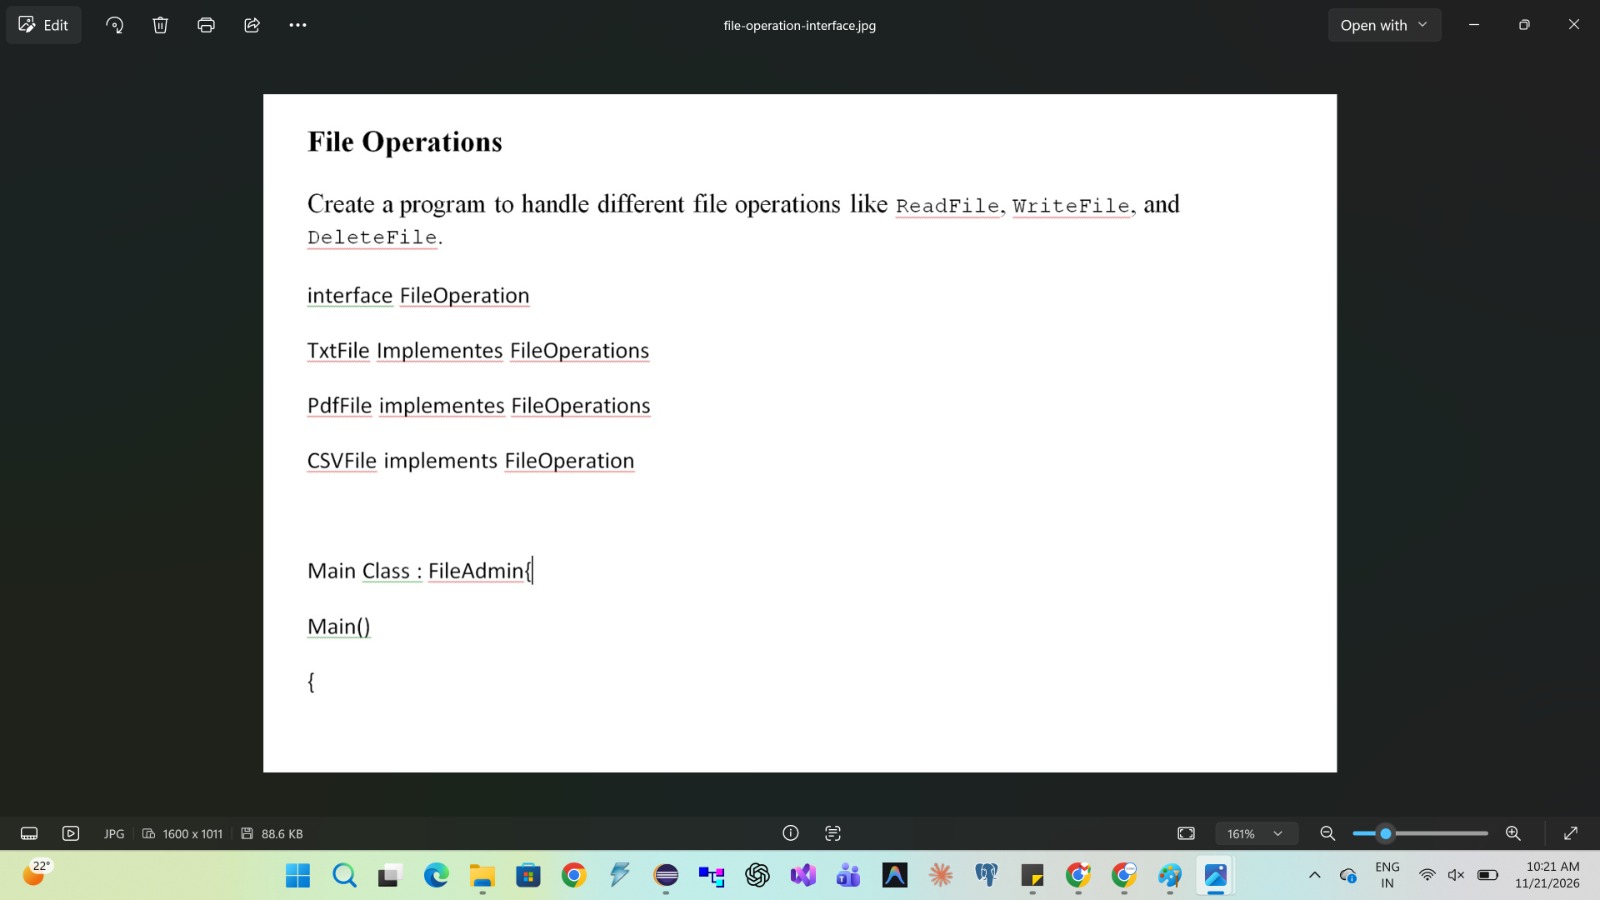 Edit
file-operation-interface.jpg
Open with
File Operations
Create a program to handle different file operations like ReadFile, WriteFile, and
DeleteFile.
interface FileOperation
TxtFile Implementes FileOperations
PdfFile implementes FileOperations
CSVFile implements FileOperation
Main Class : FileAdmin{
Main()
{
JPG
1600 x 1011
88.6 KB
161%
22°
ENG
IN
10:21 AM
11/21/2026